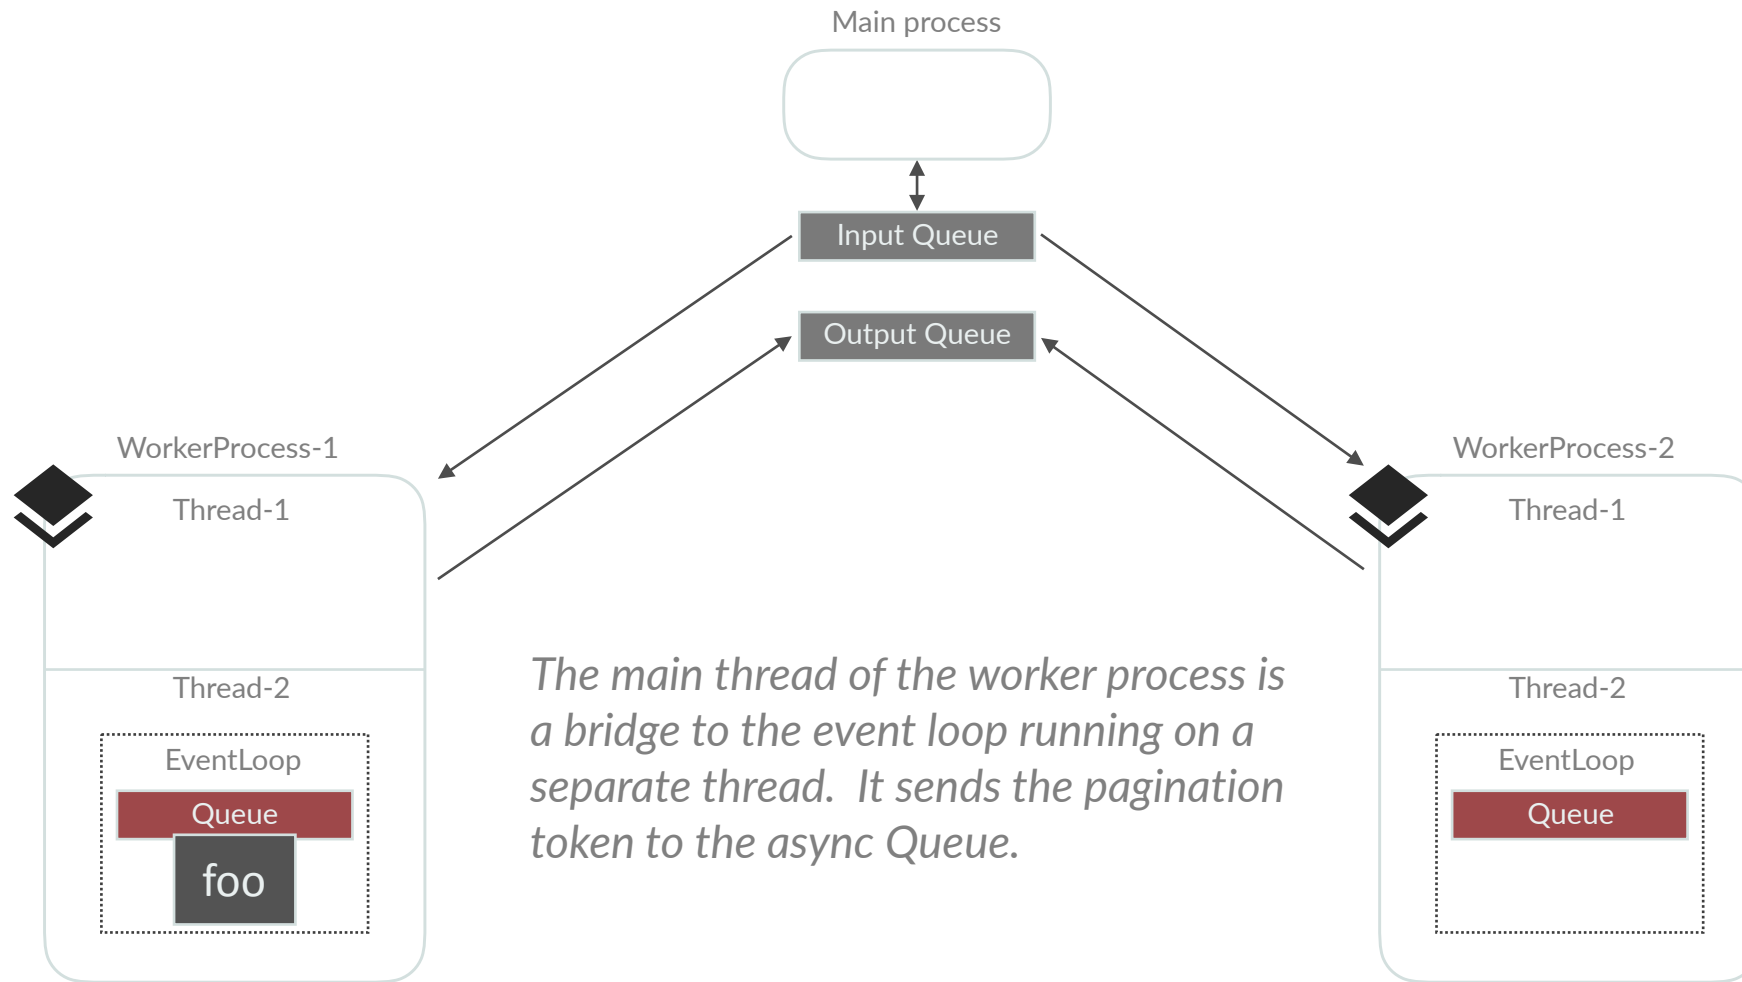 Main process
Input Queue
Output Queue
WorkerProcess-1
Thread-1
Thread-2
EventLoop
Queue
foo
The main thread of the worker process is
a bridge to the event loop running on a
separate thread.  It sends the pagination
token to the async Queue.
WorkerProcess-2
Thread-1
Thread-2
EventLoop
Queue